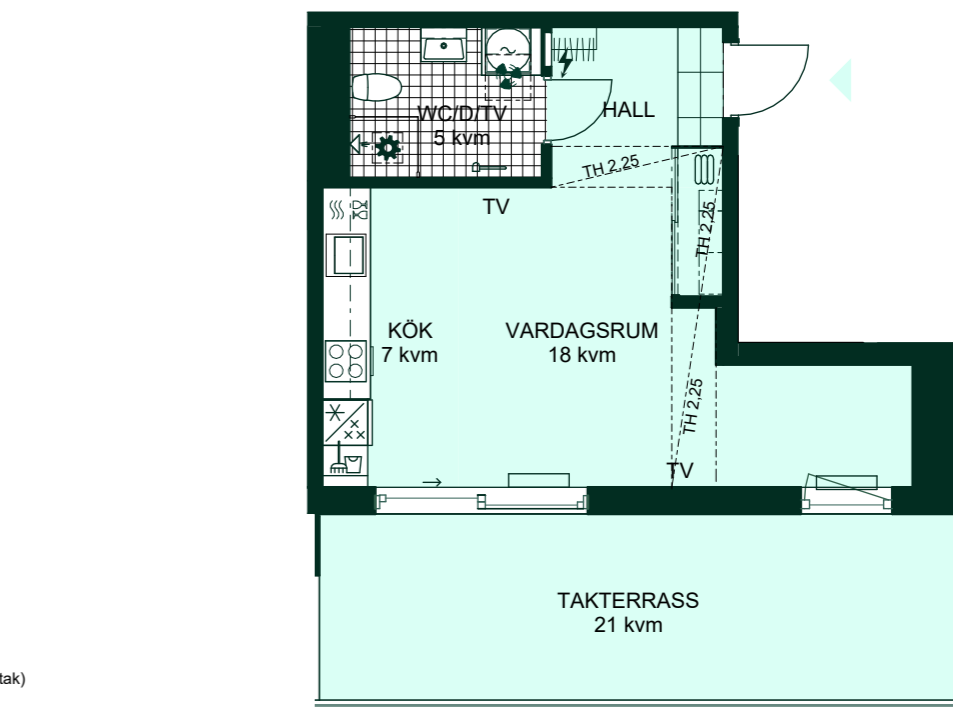 WC/D/TV
5 kvm
HALL
TH 2,25
TV
TH 2,25
KÖK
7 kvm
VARDAGSRUM
18 kvm
TH 2,25
TV
TAKTERRASS
21 kvm
tak)